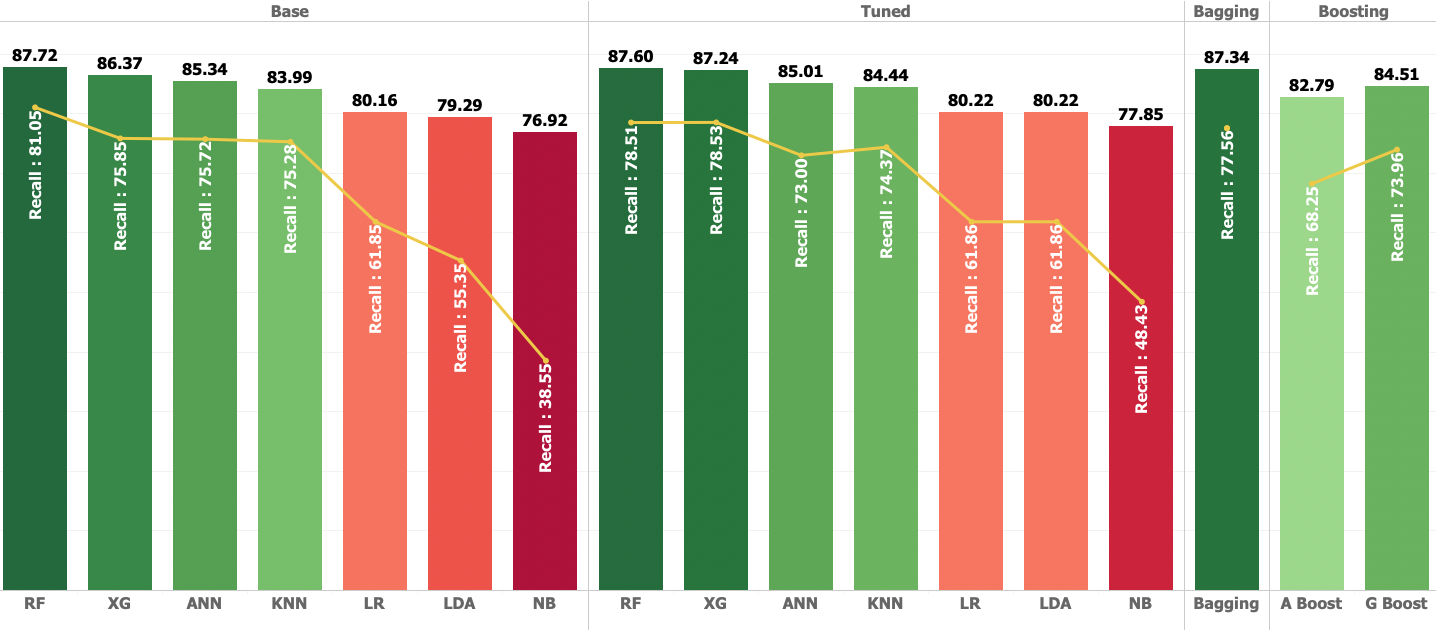 Base
Tuned
Bagging
Boosting
87.72
86.37
85.34
83.99
80.16
79.29
76.92
87.60
87.24
85.01
84.44
80.22
80.22
77.85
87.34
82.79
84.51
Recall : 81.05
Recall : 75.85
Recall : 75.72
Recall : 75.28
Recall : 61.85
Recall : 55.35
Recall : 38.55
Recall : 78.51
Recall : 78.53
Recall : 73.00
Recall : 74.37
Recall : 61.86
Recall : 61.86
Recall : 48.43
Recall : 77.56
Recall : 68.25
Recall : 73.96
RF
XG
ANN
KNN
LR
LDA
NB
RF
XG
ANN
KNN
LR
LDA
NB
Bagging
A Boost
G Boost